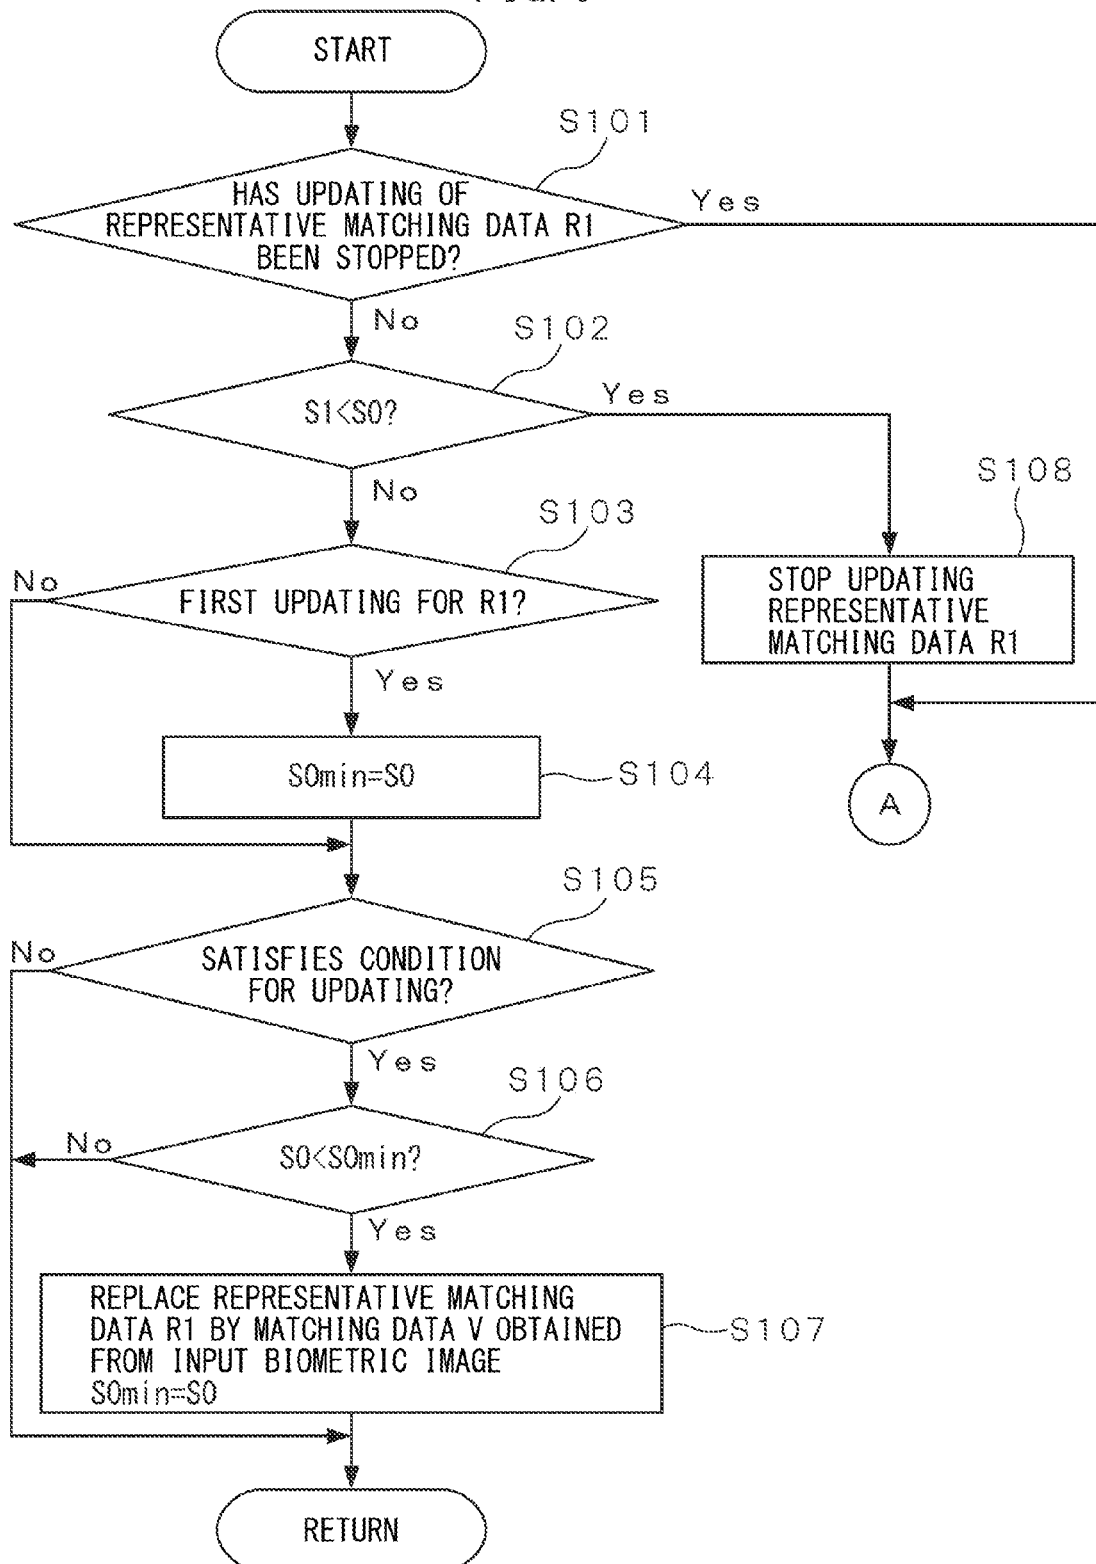 START
S101
HAS UPDATING OF
REPRESENTATIVE MATCHING DATA R1
BEEN STOPPED?
Yes
No
S102
S1<S0?
Yes
No
S103
S108
No
FIRST UPDATING FOR R1?
STOP UPDATING
REPRESENTATIVE
MATCHING DATA R1
Yes
S0min=S0
S104
A
S105
No
SATISFIES CONDITION
FOR UPDATING?
Yes
S106
No
S0<S0min?
Yes
REPLACE REPRESENTATIVE MATCHING
DATA R1 BY MATCHING DATA V OBTAINED
FROM INPUT BIOMETRIC IMAGE
S0min=S0
S107
RETURN